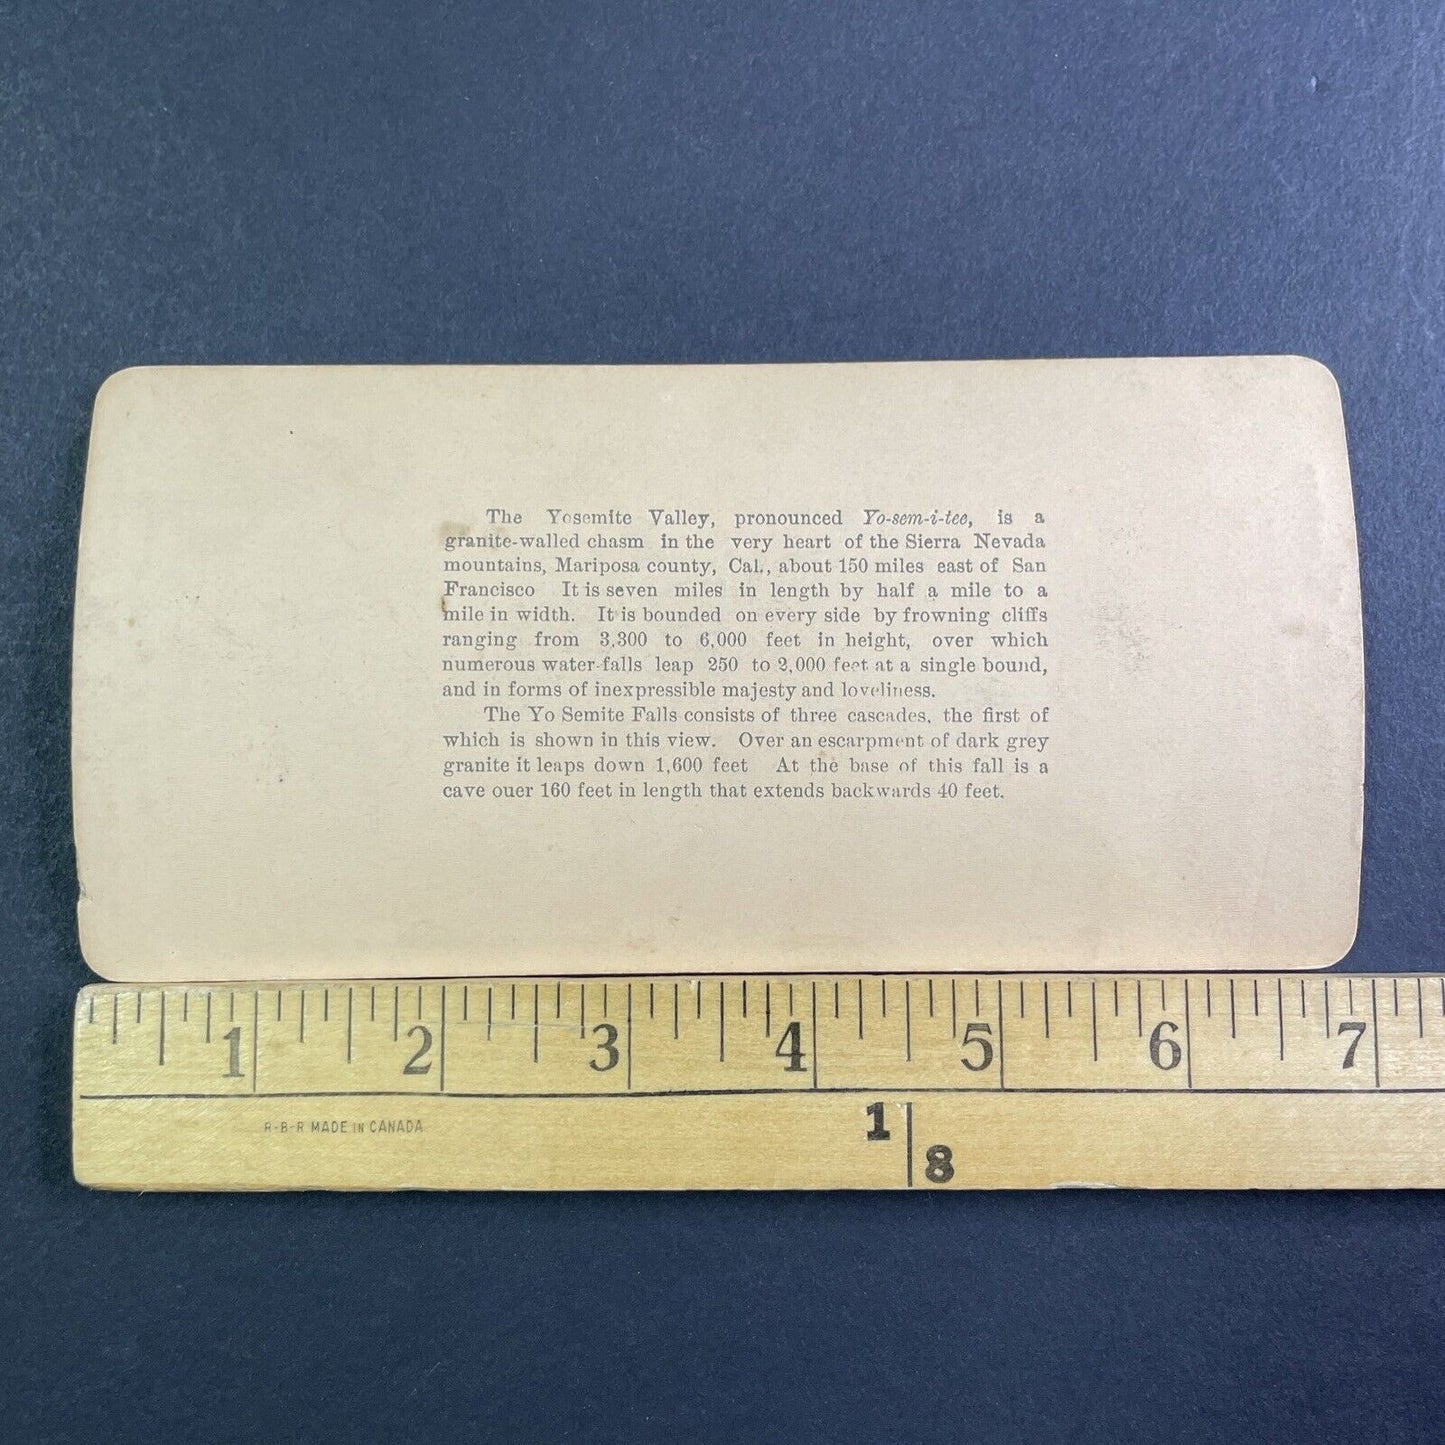 The Yosemite Valley, pronounced Yo-sem-i-tee, is a
granite-walled chasm in the very heart of the Sierra Nevada
mountains, Mariposa county, Cal., about 150 miles east of San
Francisco It is seven miles in length by half a mile to a
mile in width. It is bounded on every side by frowning cliffs
ranging from 3,300 to 6,000 feet in height, over which
numerous water-falls leap 250 to 2,000 feet at a single bound,
and in forms of inexpressible majesty and loveliness.
The Yo Semite Falls consists of three cascades, the first of
which is shown in this view. Over an escarpment of dark grey
granite it leaps down 1,600 feet At the base of this fall is a
cave ouer 160 feet in length that extends backwards 40 feet.
1 2 3 4 5 6 7
R-B-R MADE IN CANADA
1
8